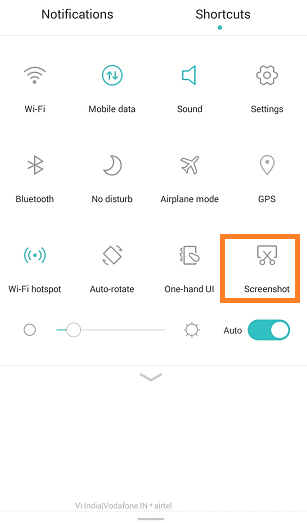 Notifications Shortcuts
Wi-Fi Mobile data Sound Settings
Bluetooth No disturb Airplane mode GPS
Wi-Fi hotspot Auto-rotate One-hand UI Screenshot
Auto
Vi India|Vodafone IN * airtel